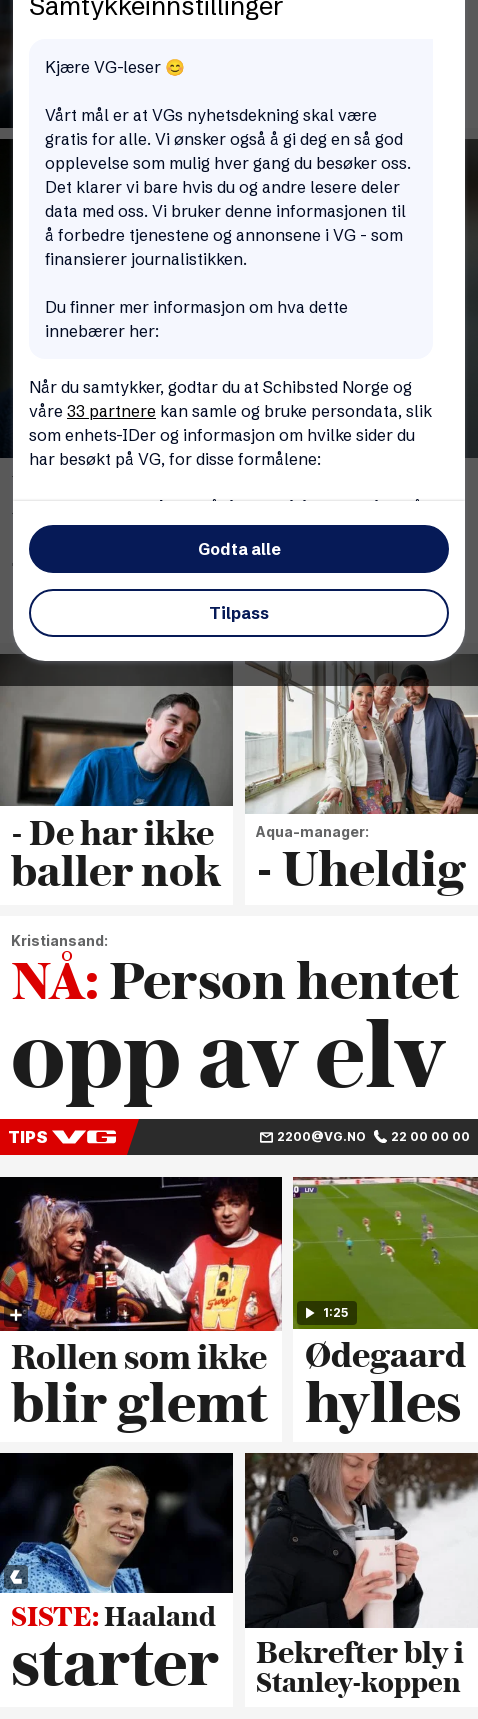 Samtykkeinnstillinger
Kjære VG-leser 😊
Vårt mål er at VGs nyhetsdekning skal være
gratis for alle. Vi ønsker også å gi deg en så god
opplevelse som mulig hver gang du besøker oss.
Det klarer vi bare hvis du og andre lesere deler
data med oss. Vi bruker denne informasjonen til
å forbedre tjenestene og annonsene i VG - som
finansierer journalistikken.
Du finner mer informasjon om hva dette
innebærer her:
Når du samtykker, godtar du at Schibsted Norge og
våre 33 partnere kan samle og bruke persondata, slik
som enhets-IDer og informasjon om hvilke sider du
har besøkt på VG, for disse formålene:
Godta alle
Tilpass
- De har ikke
baller nok
Aqua-manager:
- Uheldig
Kristiansand:
NÅ: Person hentet
opp av elv
TIPS VG
2200@VG.NO 22 00 00 00
LIV
1:25
Rollen som ikke
blir glemt
Ødegaard
hylles
SISTE: Haaland
starter
Bekrefter bly i
Stanley-koppen